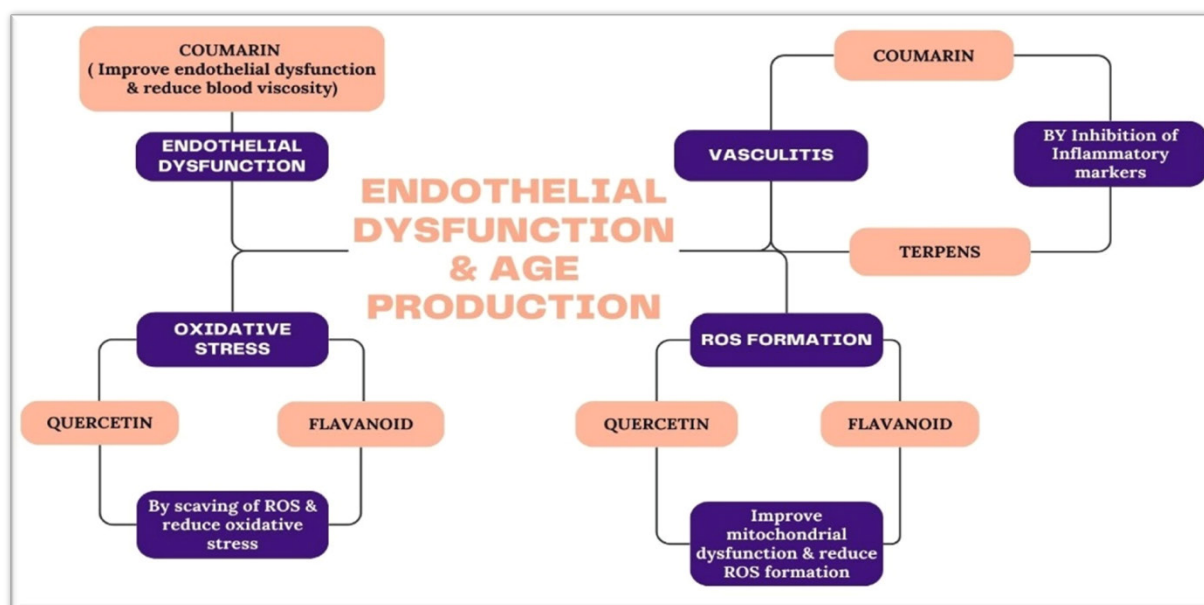 COUMARIN
( Improve endothelial dysfunction
& reduce blood viscosity)
ENDOTHELIAL
DYSFUNCTION
COUMARIN
VASCULITIS
BY Inhibition of
Inflammatory
markers
TERPENS
ENDOTHELIAL
DYSFUNCTION
& AGE
PRODUCTION
OXIDATIVE
STRESS
QUERCETIN
FLAVANOID
By scaving of ROS &
reduce oxidative
stress
ROS FORMATION
QUERCETIN
FLAVANOID
Improve
mitochondrial
dysfunction & reduce
ROS formation